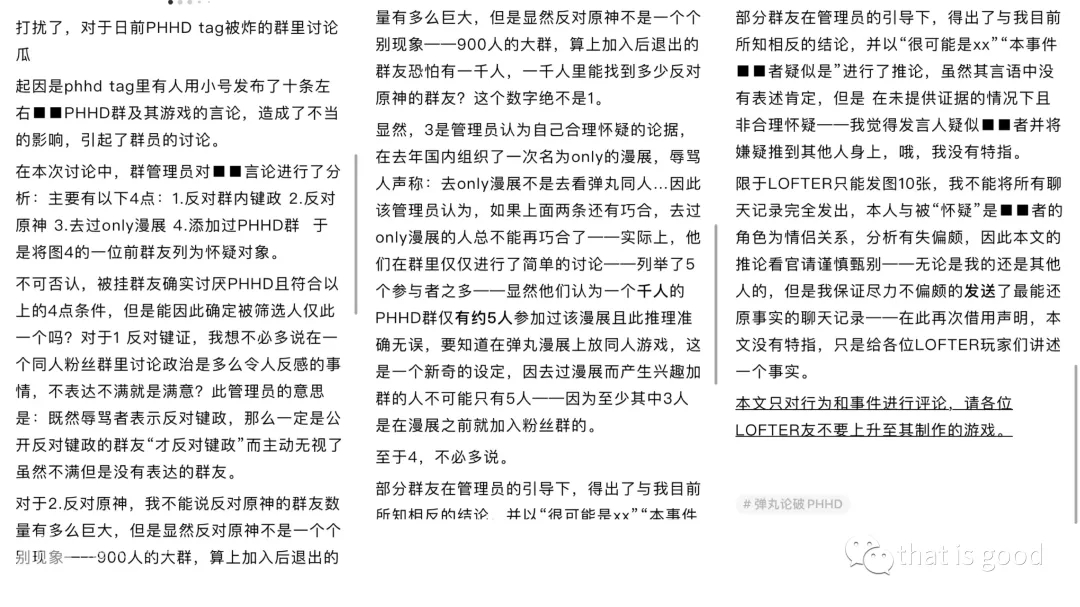 打扰了，对于日前PHHD tag被炸的群里讨论
瓜
起因是phhd tag里有人用小号发布了十条左
右■■PHHD群及其游戏的言论，造成了不当
的影响，引起了群员的讨论。
在本次讨论中，群管理员对■■言论进行了分
析：主要有以下4点：1.反对群内键政 2.反对
原神 3.去过only漫展 4.添加过PHHD群  于
是将图4的一位前群友列为怀疑对象。
不可否认，被挂群友确实讨厌PHHD且符合以
上的4点条件，但是能因此确定被筛选人仅此
一个吗？对于1 反对键证，我想不必多说在一
个同人粉丝群里讨论政治是多么令人反感的事
情，不表达不满就是满意？此管理员的意思
是：既然辱骂者表示反对键政，那么一定是公
开反对键政的群友“才反对键政”而主动无视了
虽然不满但是没有表达的群友。
对于2.反对原神，我不能说反对原神的群友数
量有多么巨大，但是显然反对原神不是一个个
别现象——900人的大群，算上加入后退出的
量有多么巨大，但是显然反对原神不是一个个
别现象——900人的大群，算上加入后退出的
群友恐怕有一千人，一千人里能找到多少反对
原神的群友？这个数字绝不是1。
显然，3是管理员认为自己合理怀疑的论据，
在去年国内组织了一次名为only的漫展，辱骂
人声称：去only漫展不是去看弹丸同人...因此
该管理员认为，如果上面两条还有巧合，去过
only漫展的人总不能再巧合了——实际上，他
们在群里仅仅进行了简单的讨论——列举了5
个参与者之多——显然他们认为一个千人的
PHHD群仅有约5人参加过该漫展且此推理准
确无误，要知道在弹丸漫展上放同人游戏，这
是一个新奇的设定，因去过漫展而产生兴趣加
群的人不可能只有5人——因为至少其中3人
是在漫展之前就加入粉丝群的。
至于4，不必多说。
部分群友在管理员的引导下，得出了与我目前
所知相反的结论，并以“很可能是xx”“本事件
部分群友在管理员的引导下，得出了与我目前
所知相反的结论，并以“很可能是xx”“本事件
■■者疑似是”进行了推论，虽然其言语中没
有表述肯定，但是 在未提供证据的情况下且
非合理怀疑——我觉得发言人疑似■■者并将
嫌疑推到其他人身上，哦，我没有特指。
限于LOFTER只能发图10张，我不能将所有聊
天记录完全发出，本人与被“怀疑”是■■者的
角色为情侣关系，分析有失偏颇，因此本文的
推论看官请谨慎甄别——无论是我的还是其他
人的，但是我保证尽力不偏颇的发送了最能还
原事实的聊天记录——在此再次借用声明，本
文没有特指，只是给各位LOFTER玩家们讲述
一个事实。
本文只对行为和事件进行评论，请各位
LOFTER友不要上升至其制作的游戏。
# 弹丸论破PHHD
that is good